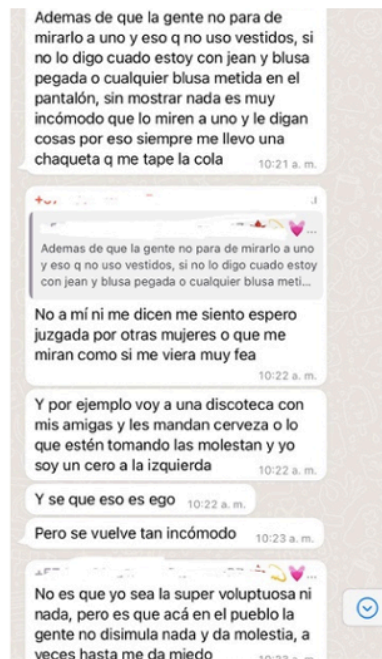 Ademas de que la gente no para de
mirarlo a uno y eso q no uso vestidos, si
no lo digo cuado estoy con jean y blusa
pegada o cualquier blusa metida en el
pantalón, sin mostrar nada es muy
incómodo que lo miren a uno y le digan
cosas por eso siempre me llevo una
chaqueta q me tape la cola
10:21 a. m.
Ademas de que la gente no para de mirarlo a uno
y eso q no uso vestidos, si no lo digo cuado estoy
con jean y blusa pegada o cualquier blusa meti...
No a mí ni me dicen me siento espero
juzgada por otras mujeres o que me
miran como si me viera muy fea
10:22 a. m.
Y por ejemplo voy a una discoteca con
mis amigas y les mandan cerveza o lo
que estén tomando las molestan y yo
soy un cero a la izquierda
10:22 a. m.
Y se que eso es ego 10:22 a. m.
Pero se vuelve tan incómodo 10:23 a. m.
No es que yo sea la super voluptuosa ni
nada, pero es que acá en el pueblo la
gente no disimula nada y da molestia, a
veces hasta me da miedo